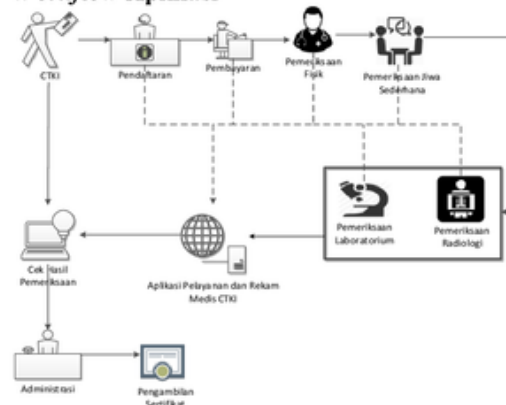 CTKI
Pendaftaran
Pembayaran
Pemeriksaan
Fisik
Pemeriksaan Jiwa
Sederhana
Pemeriksaan
Laboratorium
Pemeriksaan
Radiologi
Cek Hasil
Pemeriksaan
Aplikasi Pelayanan dan Rekam
Medis CTKI
Administrasi
Pengambilan
Sertifikat